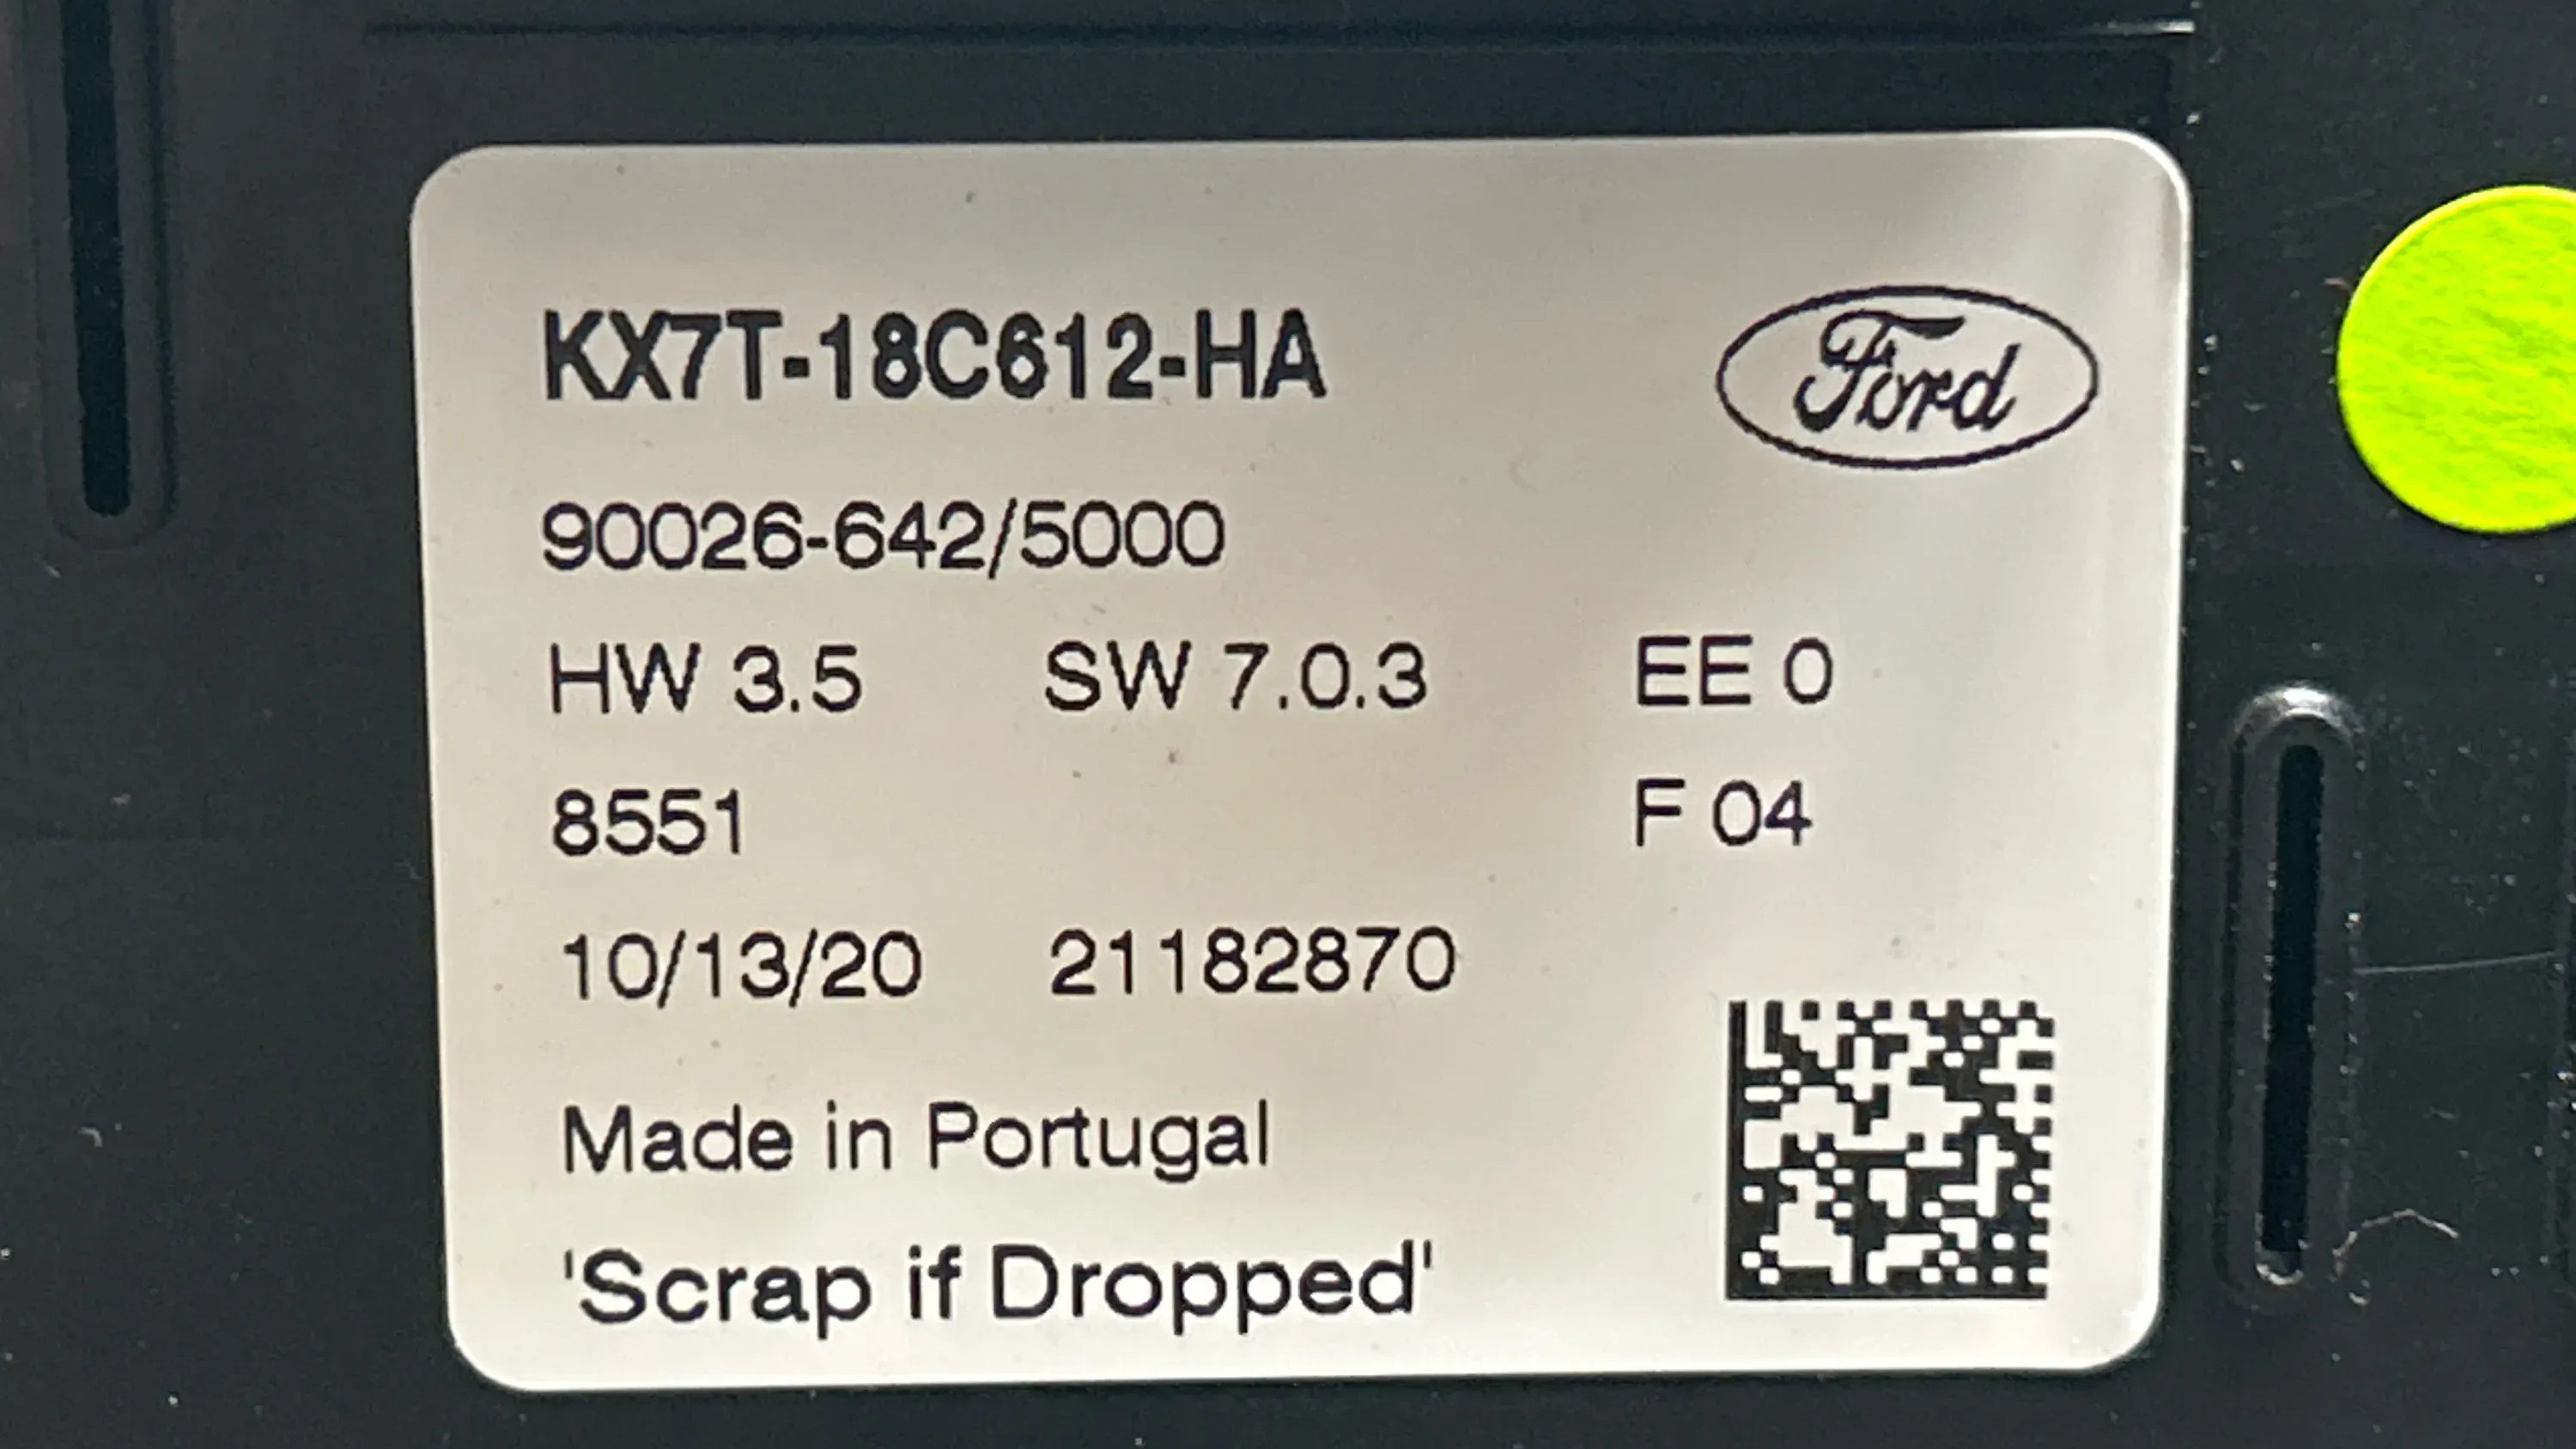 KX7T-18C612-HA
Ford
90026-642/5000
HW 3.5 SW 7.0.3 EE 0
8551 F 04
10/13/20 21182870
Made in Portugal
'Scrap if Dropped'